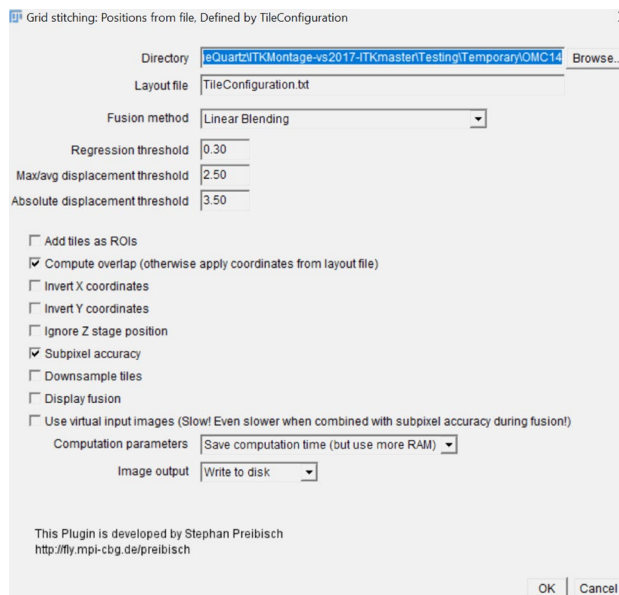 Grid stitching: Positions from file, Defined by TileConfiguration
Directory eQuartz\ITKMontage-vs2017-ITKmaster\Testing\Temporary\OMC14 Browse..
Layout file TileConfiguration.txt
Fusion method Linear Blending
Regression threshold 0.30
Max/avg displacement threshold 2.50
Absolute displacement threshold 3.50
Add tiles as ROIs
Compute overlap (otherwise apply coordinates from layout file)
Invert X coordinates
Invert Y coordinates
Ignore Z stage position
Subpixel accuracy
Downsample tiles
Display fusion
Use virtual input images (Slow! Even slower when combined with subpixel accuracy during fusion!)
Computation parameters Save computation time (but use more RAM)
Image output Write to disk
This Plugin is developed by Stephan Preibisch
http://fly.mpi-cbg.de/preibisch
OK Cancel